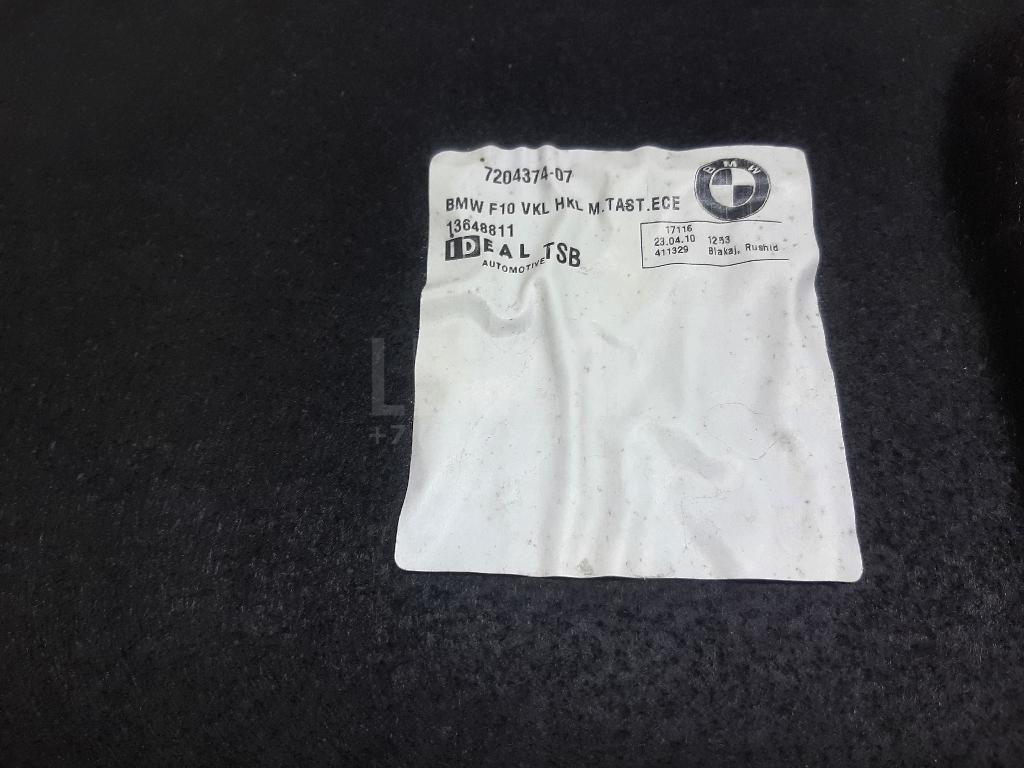 7204374-07
BMW
BMW F10 VKL HKL M.TAST.ECE
13648811
IDEAL TSB
AUTOMOTIVE
17116
23.04.10 1253
411329 Blakaj, Rushid
+7